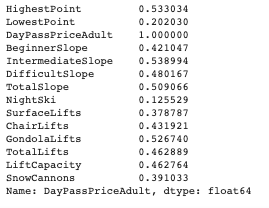 HighestPoint 0.533034
LowestPoint 0.202030
DayPassPriceAdult 1.000000
BeginnerSlope 0.421047
IntermediateSlope 0.538994
DifficultSlope 0.480167
TotalSlope 0.509066
NightSki 0.125529
SurfaceLifts 0.378787
ChairLifts 0.431921
GondolaLifts 0.526740
TotalLifts 0.462889
LiftCapacity 0.462764
SnowCannons 0.391033
Name: DayPassPriceAdult, dtype: float64